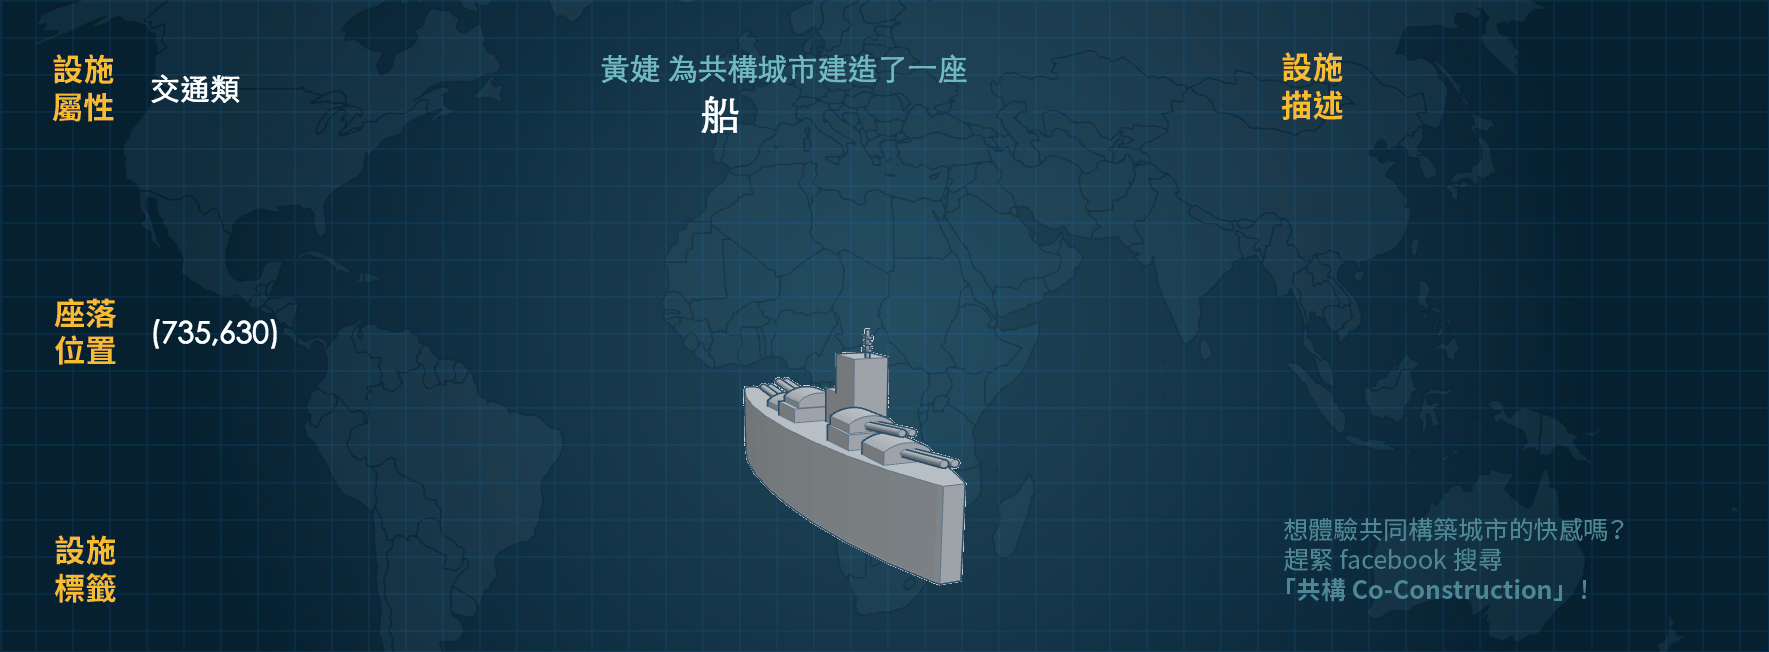 設施
屬性
交通類
黃婕 為共構城市建造了一座
船
設施
描述
座落
位置
(735,630)
設施
標籤
想體驗共同構築城市的快感嗎？
趕緊 facebook 搜尋
「共構 Co-Construction」！